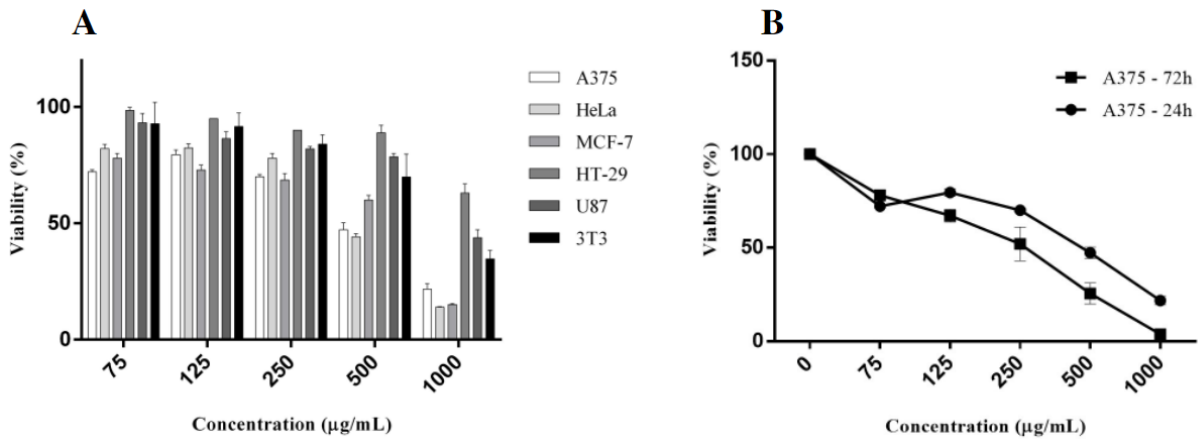 A
Viability (%)
100
50
0
75
125
250
500
1000
Concentration (µg/mL)
A375
HeLa
MCF-7
HT-29
U87
3T3
B
Viability (%)
150
100
50
0
0
75
125
250
500
1000
Concentration (µg/mL)
A375 - 72h
A375 - 24h